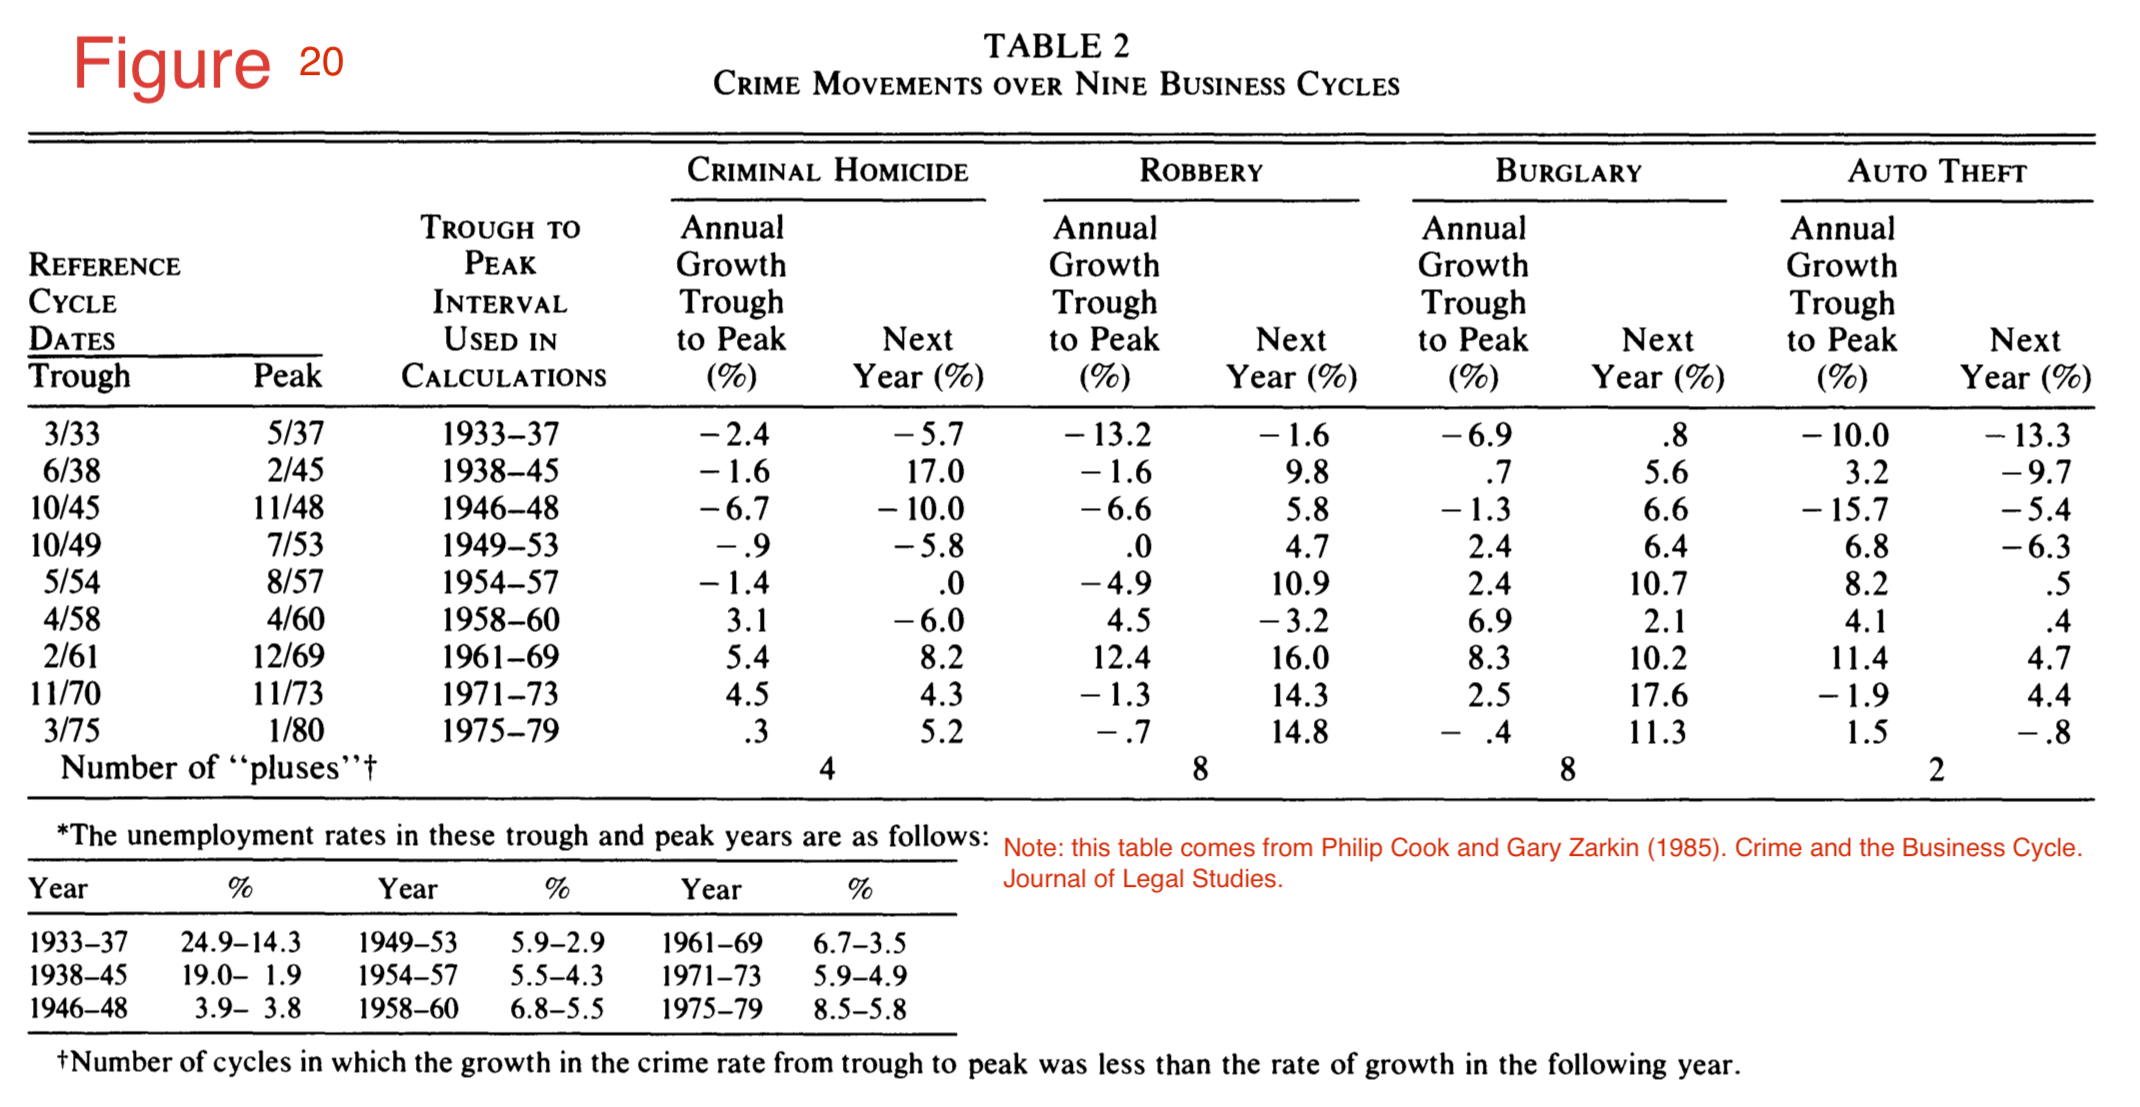 Figure 20
TABLE 2
CRIME MOVEMENTS OVER NINE BUSINESS CYCLES
CRIMINAL HOMICIDE ROBBERY BURGLARY AUTO THEFT
TROUGH TO Annual Annual Annual Annual
REFERENCE PEAK Growth Growth Growth Growth
CYCLE INTERVAL Trough Trough Trough Trough
DATES USED IN to Peak Next to Peak Next to Peak Next to Peak Next
Trough Peak CALCULATIONS (%) Year (%) (%) Year (%) (%) Year (%) (%) Year (%)
3/33 5/37 1933–37 −2.4 −5.7 −13.2 −1.6 −6.9 .8 −10.0 −13.3
6/38 2/45 1938–45 −1.6 17.0 −1.6 9.8 .7 5.6 3.2 −9.7
10/45 11/48 1946–48 −6.7 −10.0 −6.6 5.8 −1.3 6.6 −15.7 −5.4
10/49 7/53 1949–53 −.9 −5.8 .0 4.7 2.4 6.4 6.8 −6.3
5/54 8/57 1954–57 −1.4 .0 −4.9 10.9 2.4 10.7 8.2 .5
4/58 4/60 1958–60 3.1 −6.0 4.5 −3.2 6.9 2.1 4.1 .4
2/61 12/69 1961–69 5.4 8.2 12.4 16.0 8.3 10.2 11.4 4.7
11/70 11/73 1971–73 4.5 4.3 −1.3 14.3 2.5 17.6 −1.9 4.4
3/75 1/80 1975–79 .3 5.2 −.7 14.8 − .4 11.3 1.5 −.8
Number of “pluses”† 4 8 8 2
*The unemployment rates in these trough and peak years are as follows:
Note: this table comes from Philip Cook and Gary Zarkin (1985). Crime and the Business Cycle.
Journal of Legal Studies.
Year % Year % Year %
1933–37 24.9–14.3 1949–53 5.9–2.9 1961–69 6.7–3.5
1938–45 19.0– 1.9 1954–57 5.5–4.3 1971–73 5.9–4.9
1946–48 3.9– 3.8 1958–60 6.8–5.5 1975–79 8.5–5.8
†Number of cycles in which the growth in the crime rate from trough to peak was less than the rate of growth in the following year.